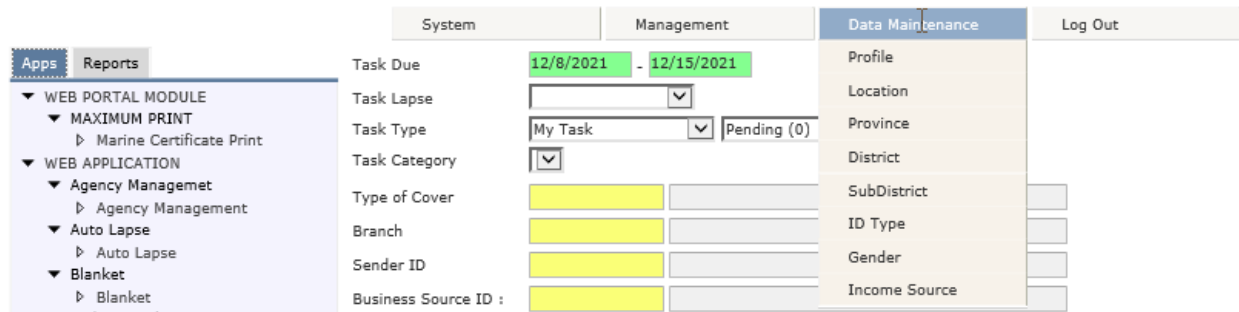 System Management Data Maintenance Log Out
Apps Reports
▼ WEB PORTAL MODULE
▼ MAXIMUM PRINT
▷ Marine Certificate Print
▼ WEB APPLICATION
▼ Agency Managemet
▷ Agency Management
▼ Auto Lapse
▷ Auto Lapse
▼ Blanket
▷ Blanket
Task Due 12/8/2021 - 12/15/2021
Task Lapse
Task Type My Task Pending (0)
Task Category
Type of Cover
Branch
Sender ID
Business Source ID :
Profile
Location
Province
District
SubDistrict
ID Type
Gender
Income Source